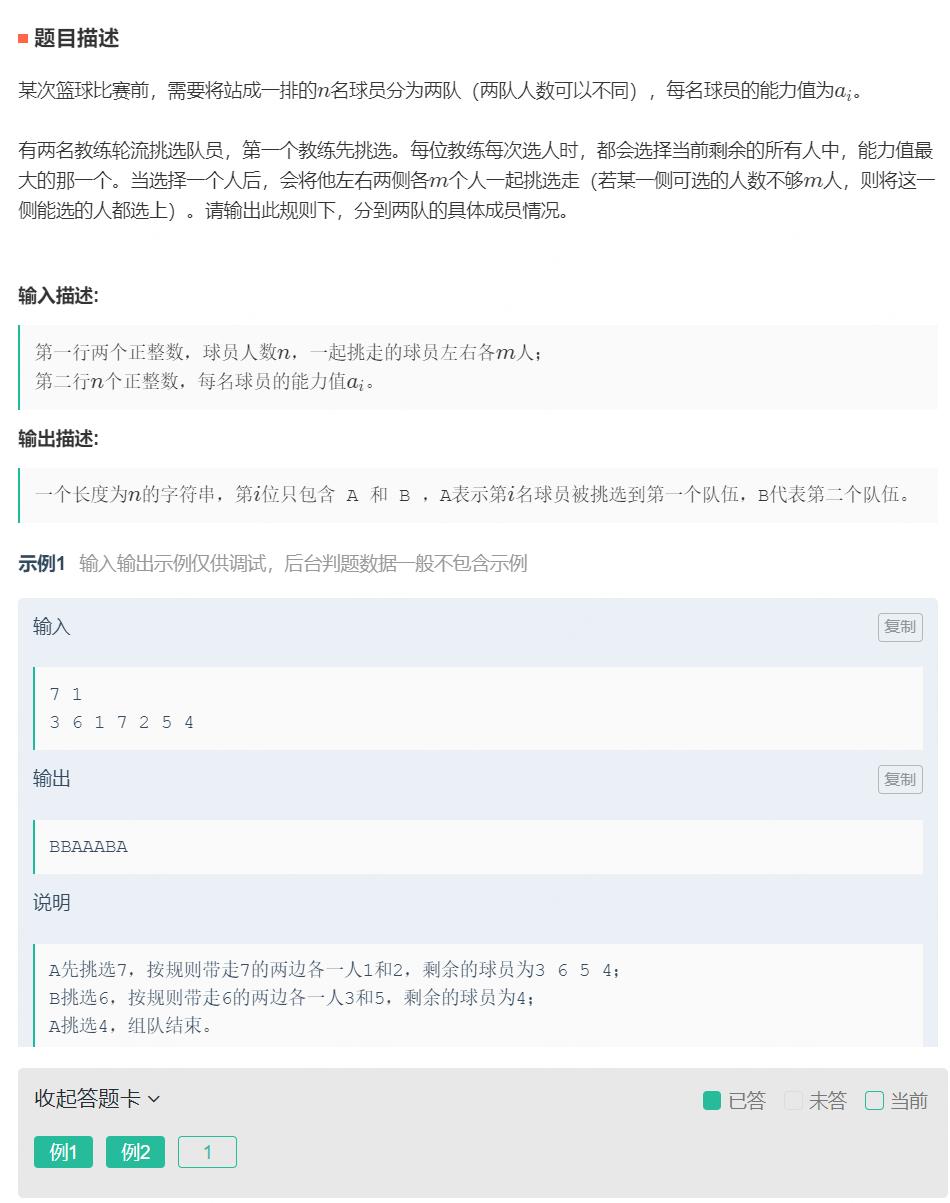 题目描述
某次篮球比赛前，需要将站成一排的n名球员分为两队（两队人数可以不同），每名球员的能力值为aᵢ。
有两名教练轮流挑选队员，第一个教练先挑选。每位教练每次选人时，都会选择当前剩余的所有人中，能力值最
大的那一个。当选择一个人后，会将他左右两侧各m个人一起挑选走（若某一侧可选的人数不够m人，则将这一
侧能选的人都选上）。请输出此规则下，分到两队的具体成员情况。
输入描述:
第一行两个正整数，球员人数n，一起挑走的球员左右各m人；
第二行n个正整数，每名球员的能力值aᵢ。
输出描述:
一个长度为n的字符串，第i位只包含 A 和 B ，A表示第i名球员被挑选到第一个队伍，B代表第二个队伍。
示例1 输入输出示例仅供调试，后台判题数据一般不包含示例
输入 复制
7 1
3 6 1 7 2 5 4
输出 复制
BBAAABA
说明
A先挑选7，按规则带走7的两边各一人1和2，剩余的球员为3 6 5 4；
B挑选6，按规则带走6的两边各一人3和5，剩余的球员为4；
A挑选4，组队结束。
收起答题卡 已答 未答 当前
例1 例2 1